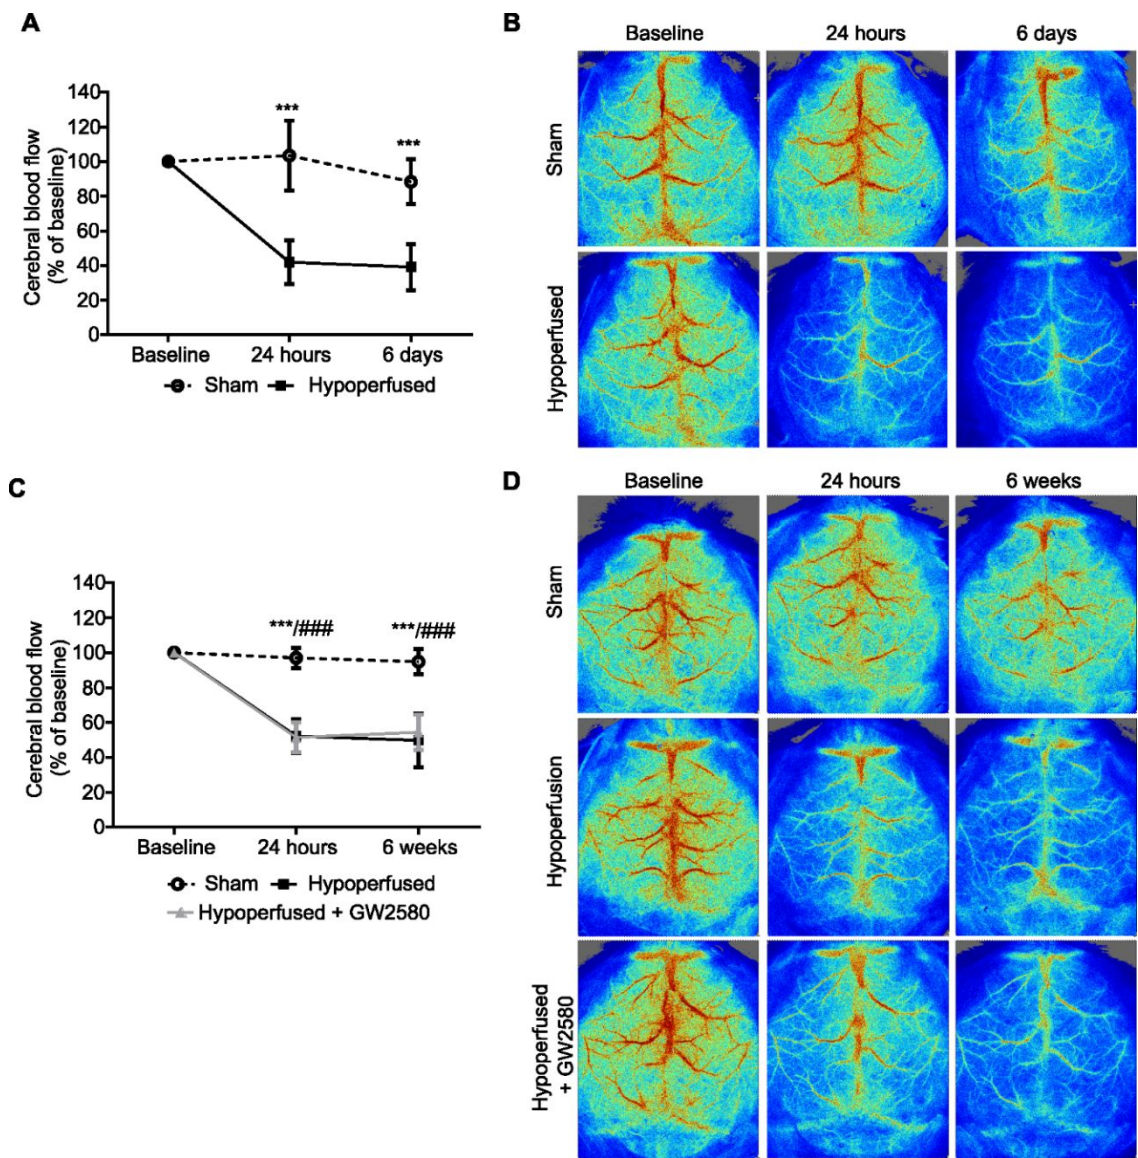 A
140
120
100
80
60
40
20
0
Cerebral blood flow
(% of baseline)
***
***
Baseline 24 hours 6 days
Sham Hypoperfused
B
Baseline 24 hours 6 days
Sham
Hypoperfused
C
140
120
100
80
60
40
20
0
Cerebral blood flow
(% of baseline)
***/### ***/###
Baseline 24 hours 6 weeks
Sham Hypoperfused
Hypoperfused + GW2580
D
Baseline 24 hours 6 weeks
Sham
Hypoperfusion
Hypoperfused
+ GW2580